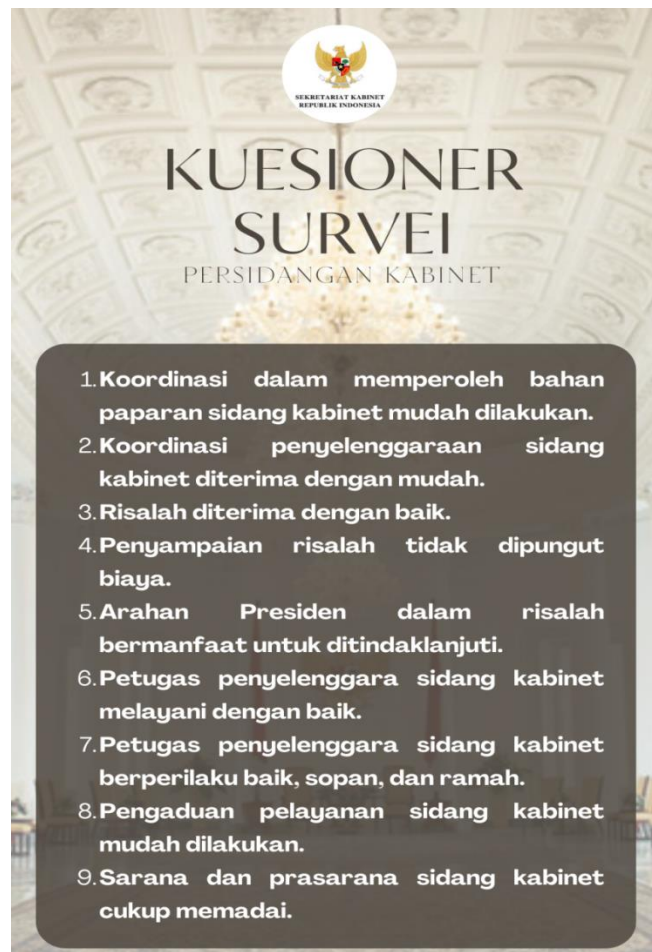 SEKRETARIAT KABINET
REPUBLIK INDONESIA
KUESIONER
SURVEI
PERSIDANGAN KABINET
1. Koordinasi dalam memperoleh bahan
paparan sidang kabinet mudah dilakukan.
2. Koordinasi penyelenggaraan sidang
kabinet diterima dengan mudah.
3. Risalah diterima dengan baik.
4. Penyampaian risalah tidak dipungut
biaya.
5. Arahan Presiden dalam risalah
bermanfaat untuk ditindaklanjuti.
6. Petugas penyelenggara sidang kabinet
melayani dengan baik.
7. Petugas penyelenggara sidang kabinet
berperilaku baik, sopan, dan ramah.
8. Pengaduan pelayanan sidang kabinet
mudah dilakukan.
9. Sarana dan prasarana sidang kabinet
cukup memadai.